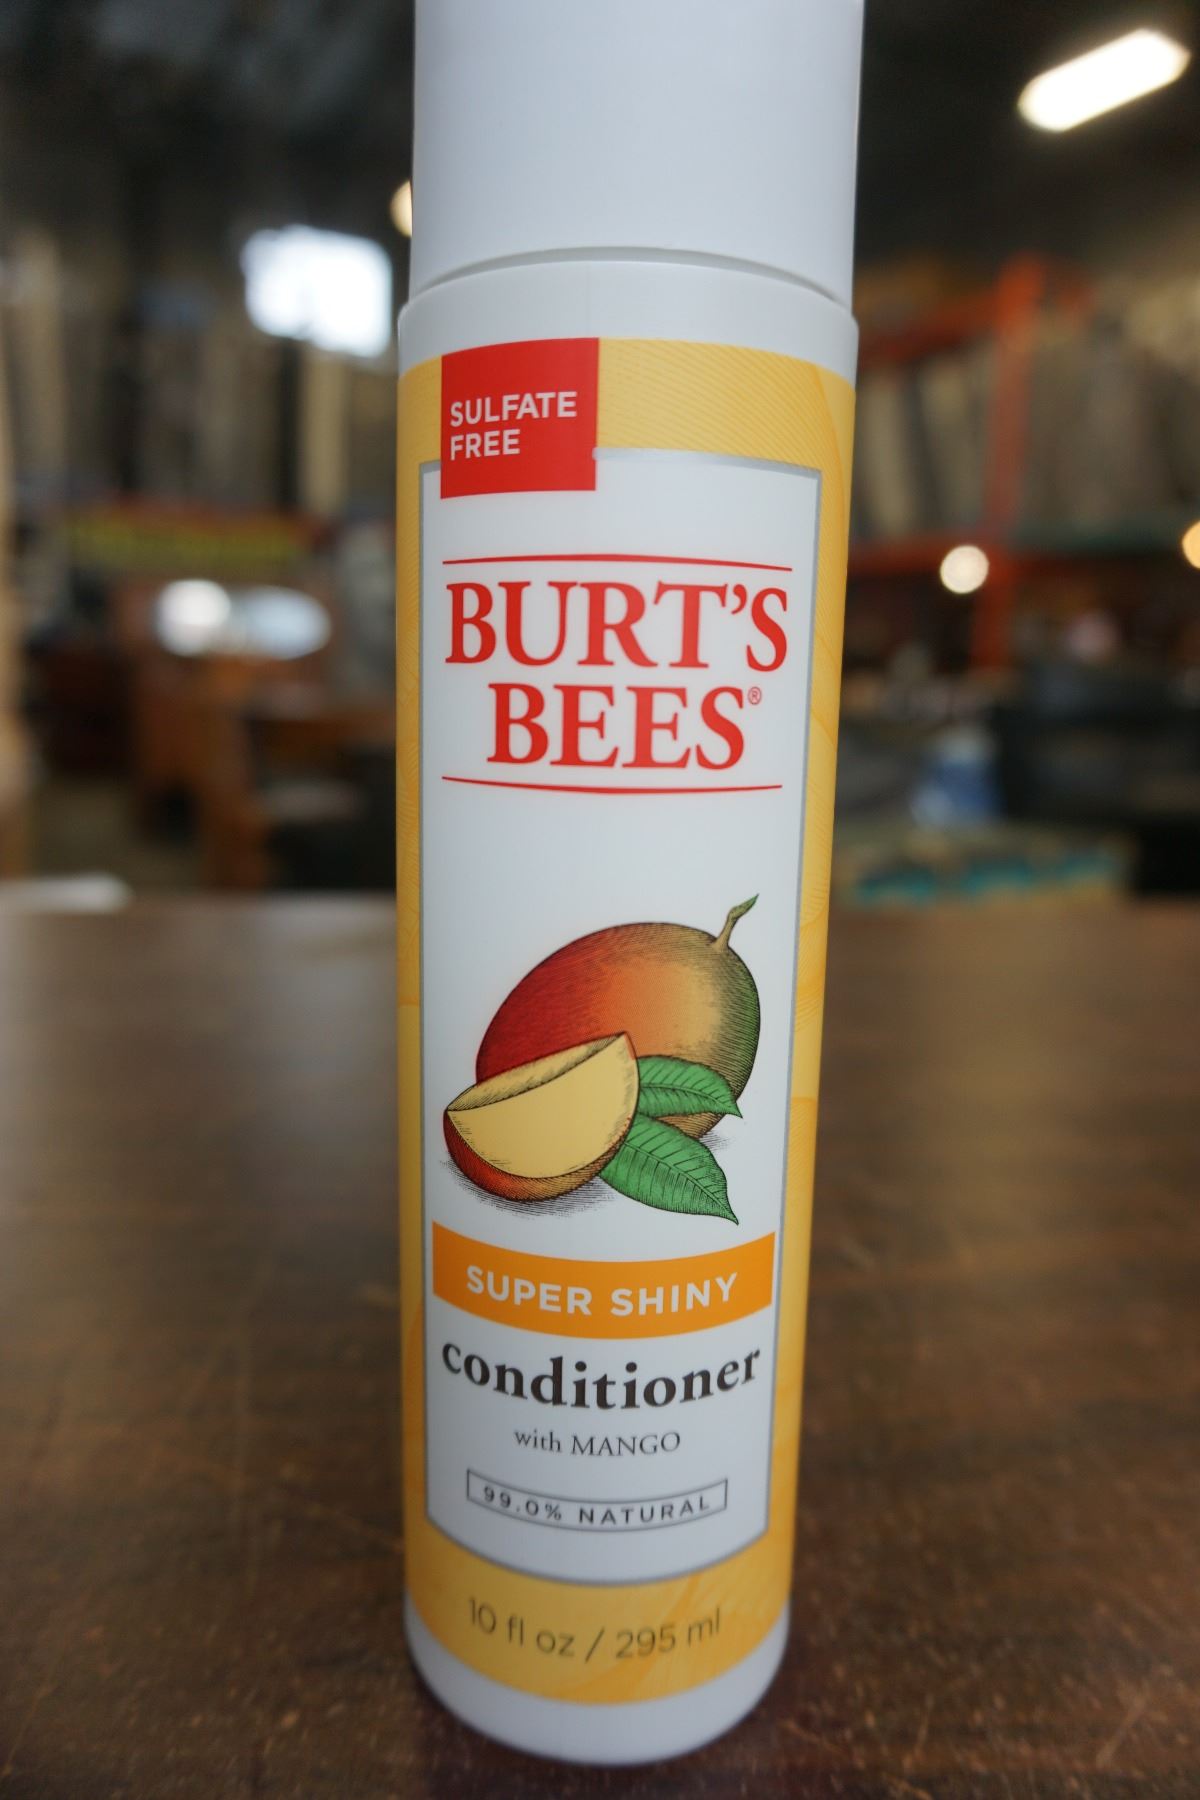 SULFATE
FREE
BURT'S
BEES®
SUPER SHINY
conditioner
with MANGO
99.0% NATURAL
10 fl oz / 295 ml